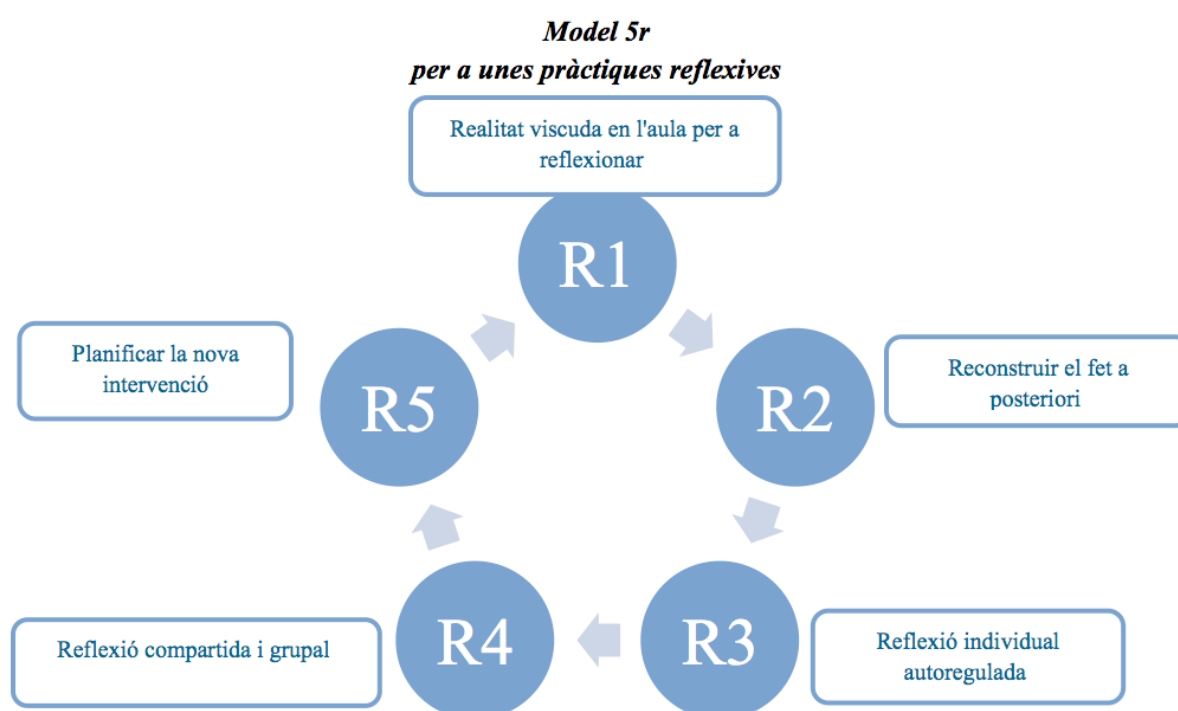 Model 5r
per a unes pràctiques reflexives
Realitat viscuda en l'aula per a
reflexionar
R1
R2
Reconstruir el fet a
posteriori
R3
Reflexió individual
autoregulada
R4
Reflexió compartida i grupal
R5
Planificar la nova
intervenció